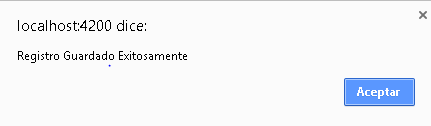 localhost:4200 dice:
Registro Guardado Exitosamente
Aceptar